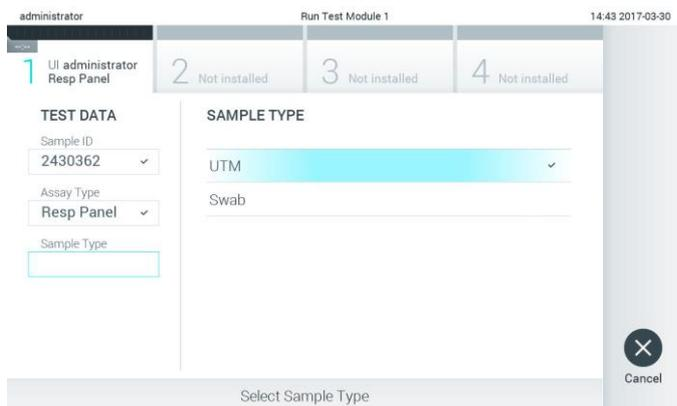 administrator Run Test Module 1 14:43 2017-03-30
--:--
1 UI administrator
Resp Panel
2 Not installed
3 Not installed
4 Not installed
TEST DATA
Sample ID
2430362
Assay Type
Resp Panel
Sample Type
SAMPLE TYPE
UTM
Swab
Cancel
Select Sample Type